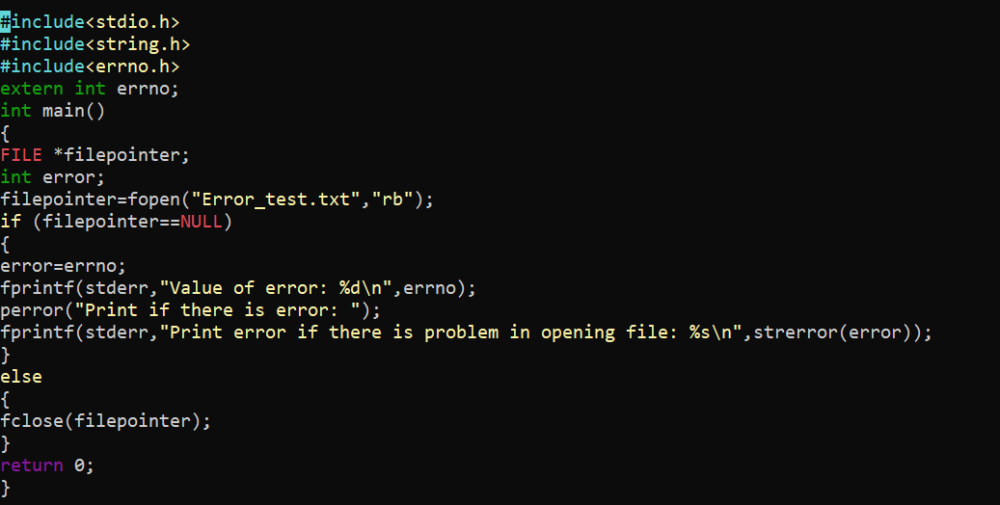 #include<stdio.h>
#include<string.h>
#include<errno.h>
extern int errno;
int main()
{
FILE *filepointer;
int error;
filepointer=fopen("Error_test.txt","rb");
if (filepointer==NULL)
{
error=errno;
fprintf(stderr,"Value of error: %d\n",errno);
perror("Print if there is error: ");
fprintf(stderr,"Print error if there is problem in opening file: %s\n",strerror(error));
}
else
{
fclose(filepointer);
}
return 0;
}